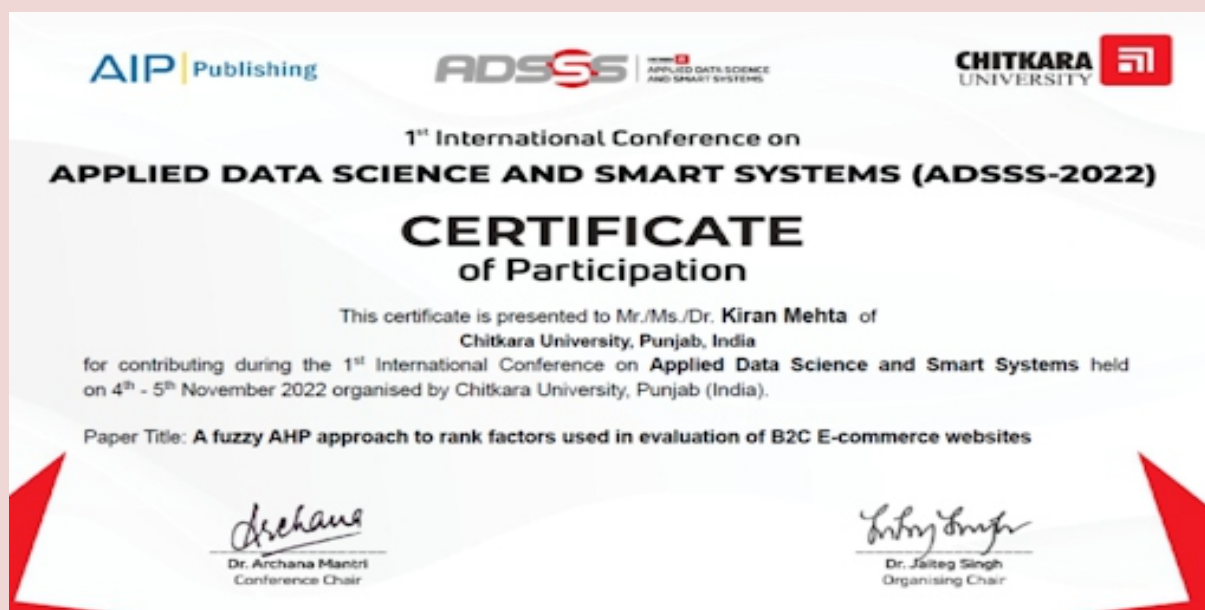 AIP Publishing
ADSSS APPLIED DATA SCIENCE
AND SMART SYSTEMS
CHITKARA
UNIVERSITY
1st International Conference on
APPLIED DATA SCIENCE AND SMART SYSTEMS (ADSSS-2022)
CERTIFICATE
of Participation
This certificate is presented to Mr./Ms./Dr. Kiran Mehta of
Chitkara University, Punjab, India
for contributing during the 1st International Conference on Applied Data Science and Smart Systems held
on 4th - 5th November 2022 organised by Chitkara University, Punjab (India).
Paper Title: A fuzzy AHP approach to rank factors used in evaluation of B2C E-commerce websites
Archana
Dr. Archana Mantri
Conference Chair
Dr. Jaiteg Singh
Organising Chair